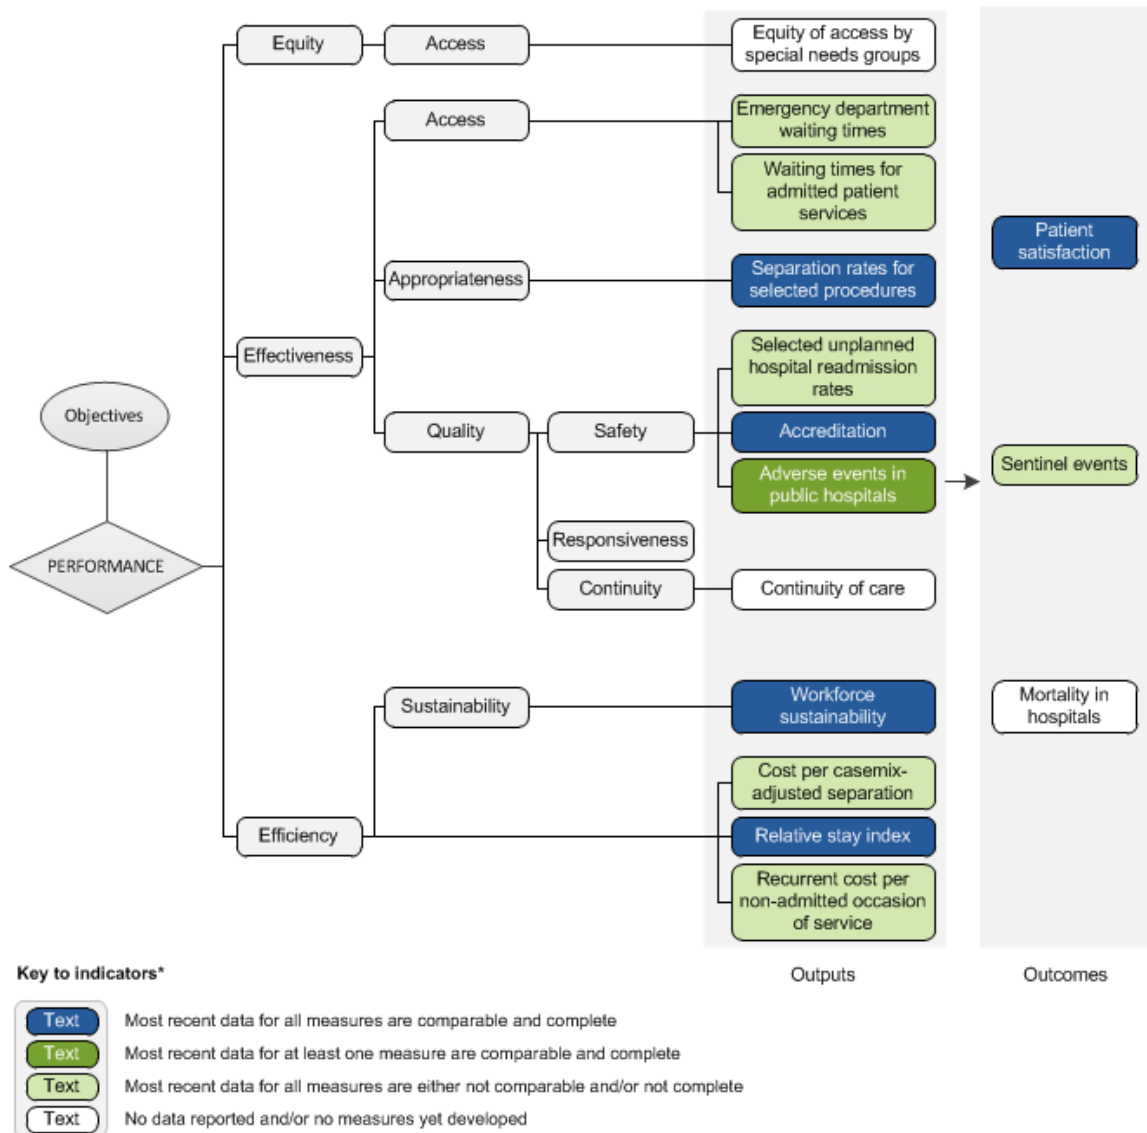 Equity
Access
Equity of access by
special needs groups
Access
Emergency department
waiting times
Waiting times for
admitted patient
services
Patient
satisfaction
Appropriateness
Separation rates for
selected procedures
Effectiveness
Selected unplanned
hospital readmission
rates
Objectives
Quality
Safety
Accreditation
Sentinel events
Adverse events in
public hospitals
Responsiveness
PERFORMANCE
Continuity
Continuity of care
Sustainability
Workforce
sustainability
Mortality in
hospitals
Cost per casemix-
adjusted separation
Efficiency
Relative stay index
Recurrent cost per
non-admitted occasion
of service
Key to indicators*
Outputs
Outcomes
Text Most recent data for all measures are comparable and complete
Text Most recent data for at least one measure are comparable and complete
Text Most recent data for all measures are either not comparable and/or not complete
Text No data reported and/or no measures yet developed